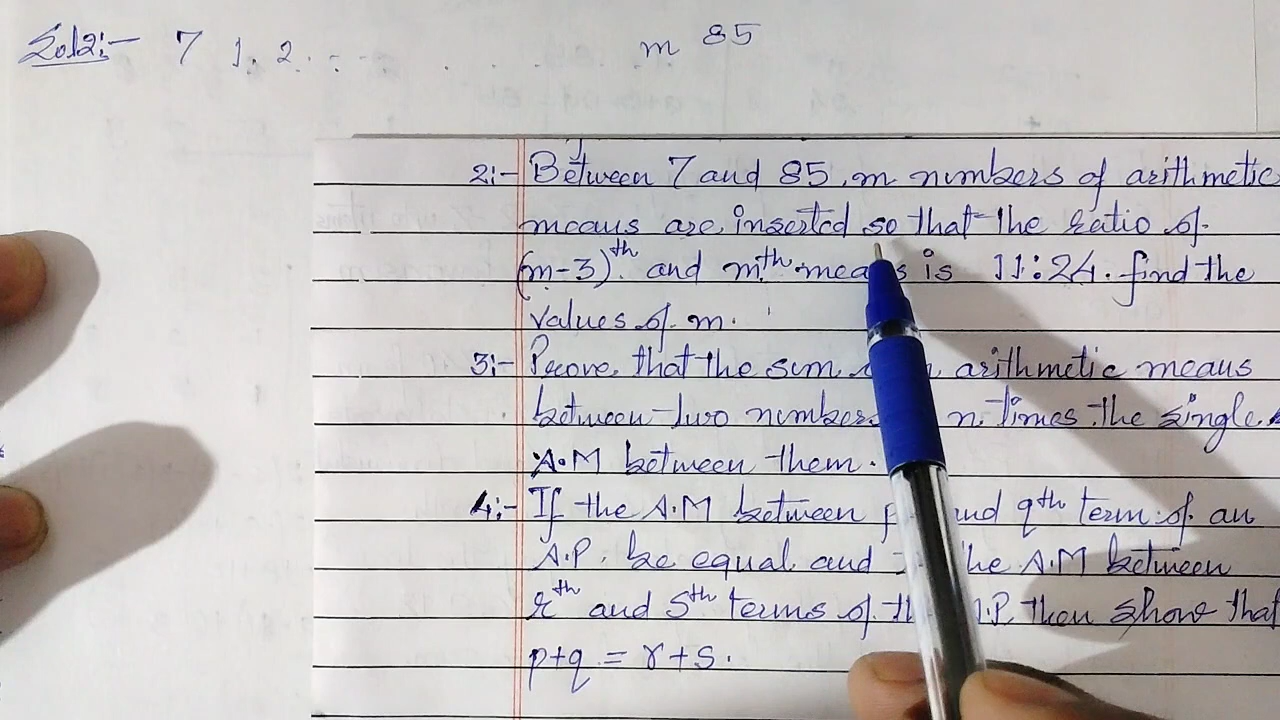 Sol2:- 7 1, 2 . . - - . . . . . . m 85
2:- Between 7 and 85, m numbers of arithmetic
means are inserted so that the ratio of
(m-3)th and mth means is 11:24. find the
values of m.
3:- Prove that the sum arithmetic means
between two numbers n times the single
A.M between them.
4:- If the A.M between and qth term of an
A.P. be equal and the A.M between
rth and sth terms of the A.P. then show that
p+q = r+s.